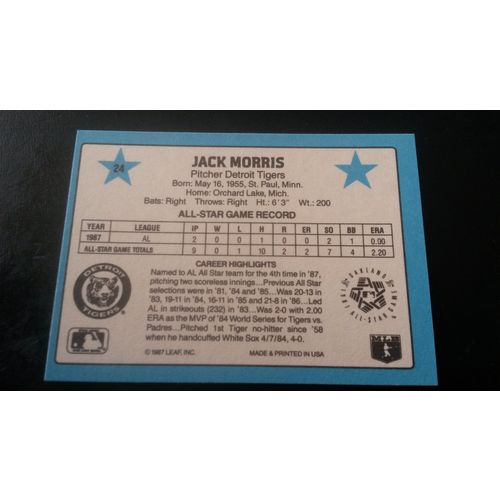 24
JACK MORRIS
Pitcher Detroit Tigers
Born: May 16, 1955, St. Paul, Minn.
Home: Orchard Lake, Mich.
Bats: Right Throws: Right Ht.: 6'3" Wt.: 200
ALL-STAR GAME RECORD
YEAR LEAGUE IP W L H R ER SO BB ERA
1987 AL 2 0 0 1 0 0 2 1 0.00
ALL-STAR GAME TOTALS 9 0 1 10 2 2 7 4 2.20
CAREER HIGHLIGHTS
Named to AL All Star team for the 4th time in '87,
pitching two scoreless innings...Previous All Star
selections were in '81, '84 and '85...Was 20-13 in
'83, 19-11 in '84, 16-11 in '85 and 21-8 in '86...Led
AL in strikeouts (232) in '83...Was 2-0 with 2.00
ERA as the MVP of '84 World Series for Tigers vs.
Padres...Pitched 1st Tiger no-hitter since '58
when he handcuffed White Sox 4/7/84, 4-0.
DETROIT
TIGERS
OAKLAND
ALL-STAR
© 1987 LEAF, INC.
MADE & PRINTED IN USA
MLB